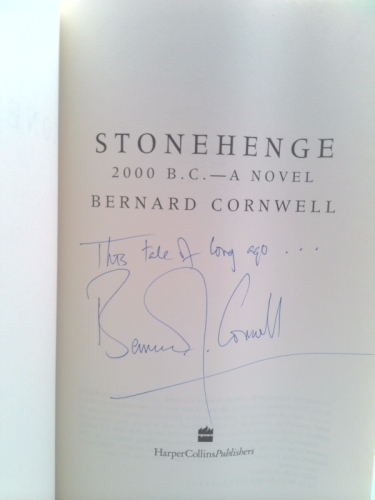 STONEHENGE
2000 B.C.—A NOVEL
BERNARD CORNWELL
This tale of long ago . . .
Bernard Cornwell
HarperCollinsPublishers